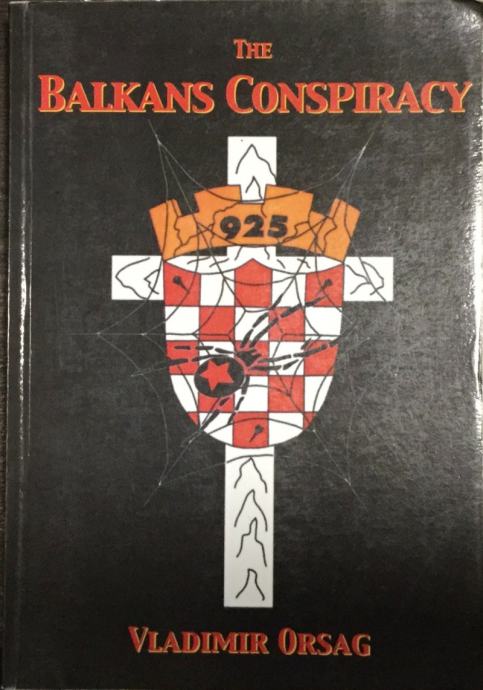 THE
BALKANS CONSPIRACY
925
VLADIMIR ORSAG